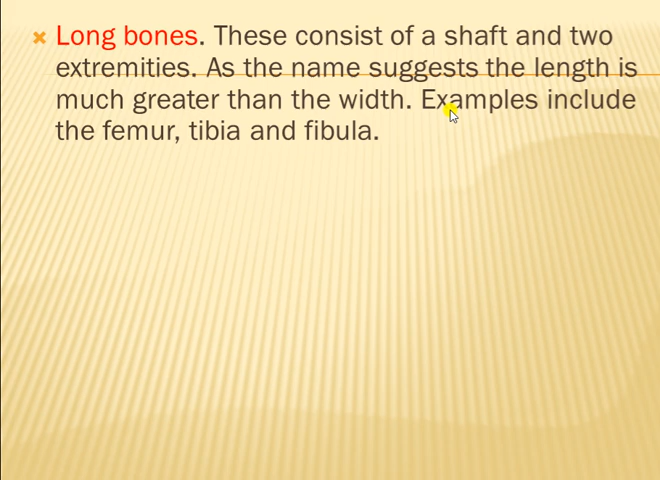 Long bones. These consist of a shaft and two
extremities. As the name suggests the length is
much greater than the width. Examples include
the femur, tibia and fibula.